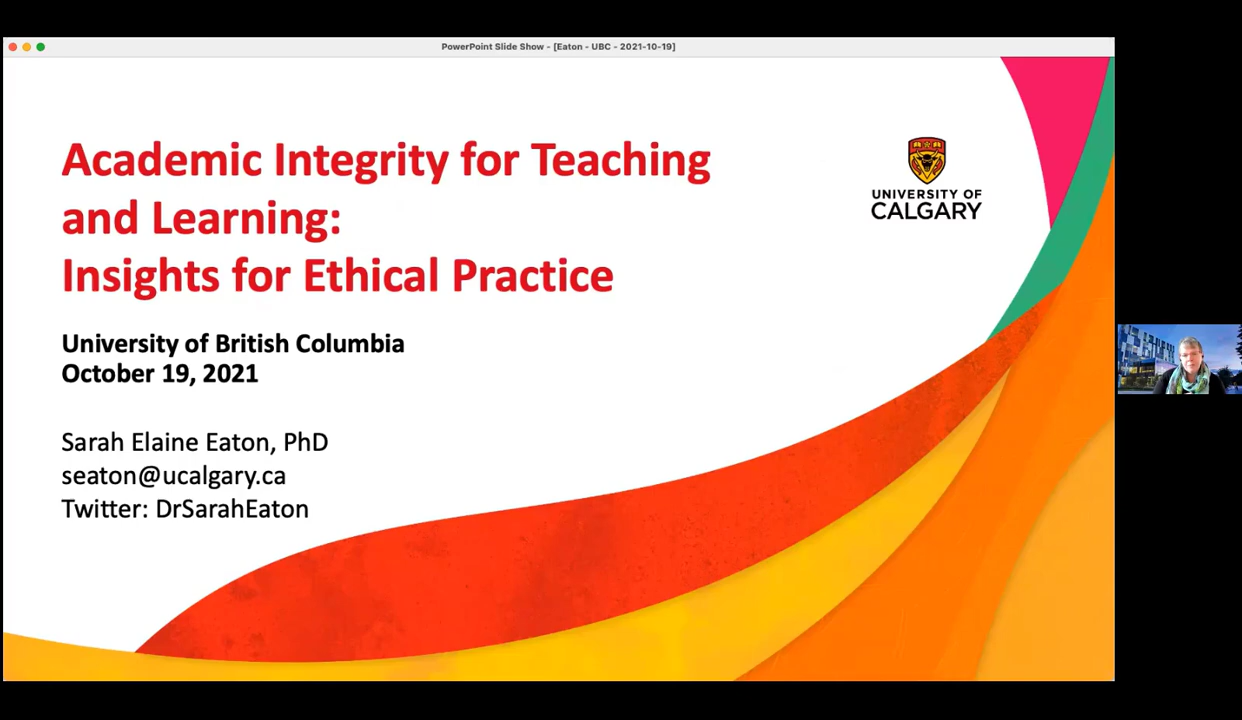 PowerPoint Slide Show - [Eaton - UBC - 2021-10-19]
Academic Integrity for Teaching
and Learning:
Insights for Ethical Practice
UNIVERSITY OF
CALGARY
University of British Columbia
October 19, 2021
Sarah Elaine Eaton, PhD
seaton@ucalgary.ca
Twitter: DrSarahEaton